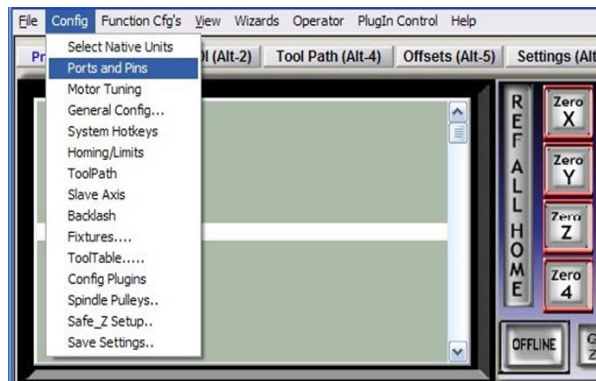 File Config Function Cfg's View Wizards Operator PlugIn Control Help
Pr (Alt-2) Tool Path (Alt-4) Offsets (Alt-5) Settings (Alt
Select Native Units
Ports and Pins
Motor Tuning
General Config...
System Hotkeys
Homing/Limits
ToolPath
Slave Axis
Backlash
Fixtures....
ToolTable.....
Config Plugins
Spindle Pulleys..
Safe_Z Setup..
Save Settings..
REF ALL HOME
Zero
X
Zero
Y
Zero
Z
Zero
4
OFFLINE
G
Z